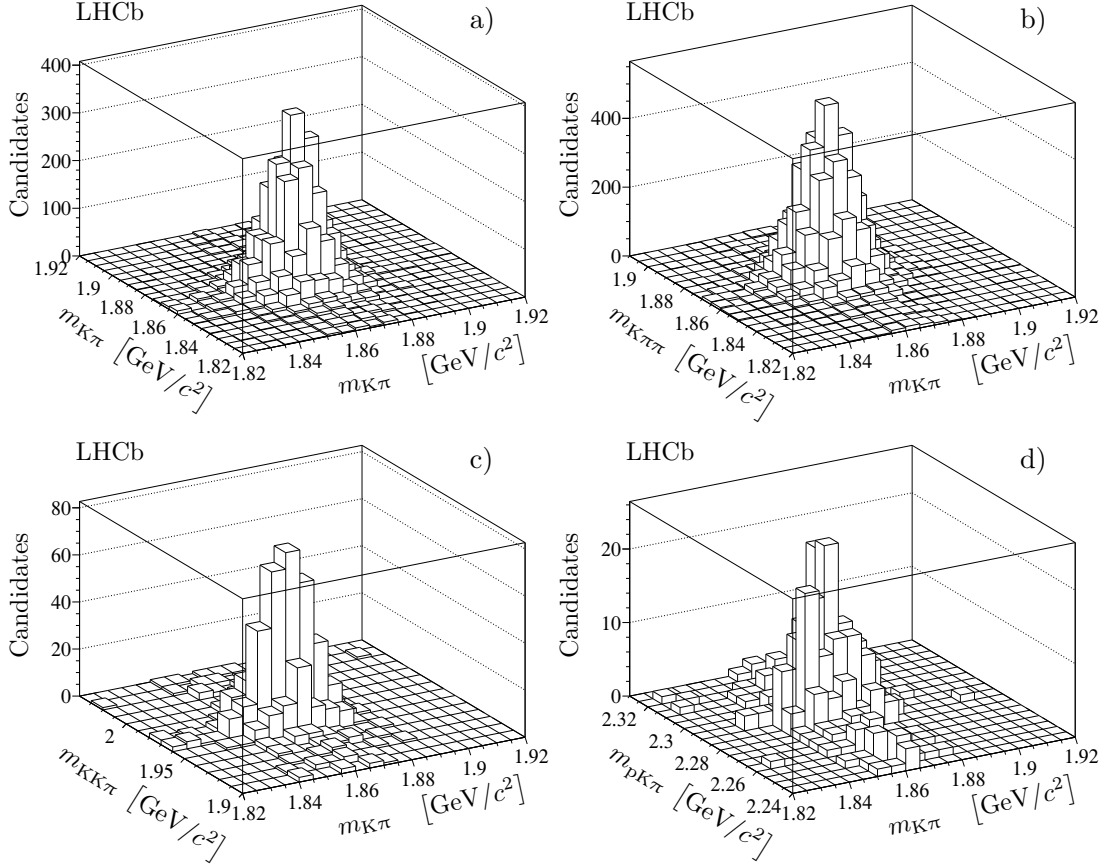 LHCb
a)
Candidates
400
300
200
100
0
1.92
1.9
1.88
1.86
1.84
1.82
m_{Kπ} [GeV/c²]
1.82
1.84
1.86
1.88
1.9
1.92
m_{Kπ} [GeV/c²]
LHCb
b)
Candidates
400
200
0
1.9
1.88
1.86
1.84
1.82
m_{Kππ} [GeV/c²]
1.82
1.84
1.86
1.88
1.9
1.92
m_{Kπ} [GeV/c²]
LHCb
c)
Candidates
80
60
40
20
0
2
1.95
1.9
m_{KKπ} [GeV/c²]
1.82
1.84
1.86
1.88
1.9
1.92
m_{Kπ} [GeV/c²]
LHCb
d)
Candidates
20
10
0
2.32
2.3
2.28
2.26
2.24
m_{pKπ} [GeV/c²]
1.82
1.84
1.86
1.88
1.9
1.92
m_{Kπ} [GeV/c²]